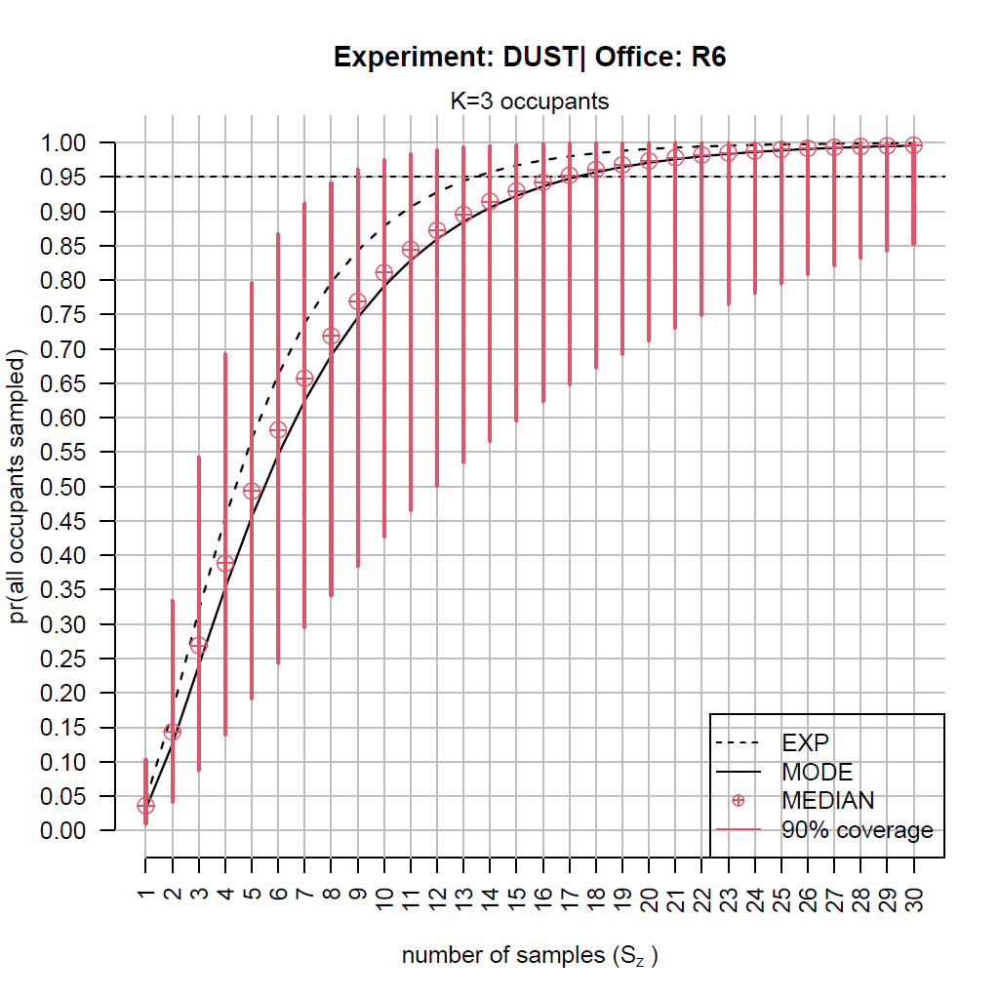 Experiment: DUST| Office: R6
K=3 occupants
pr(all occupants sampled)
1.00
0.95
0.90
0.85
0.80
0.75
0.70
0.65
0.60
0.55
0.50
0.45
0.40
0.35
0.30
0.25
0.20
0.15
0.10
0.05
0.00
EXP
MODE
MEDIAN
90% coverage
1 2 3 4 5 6 7 8 9 10 11 12 13 14 15 16 17 18 19 20 21 22 23 24 25 26 27 28 29 30
number of samples (Sz )